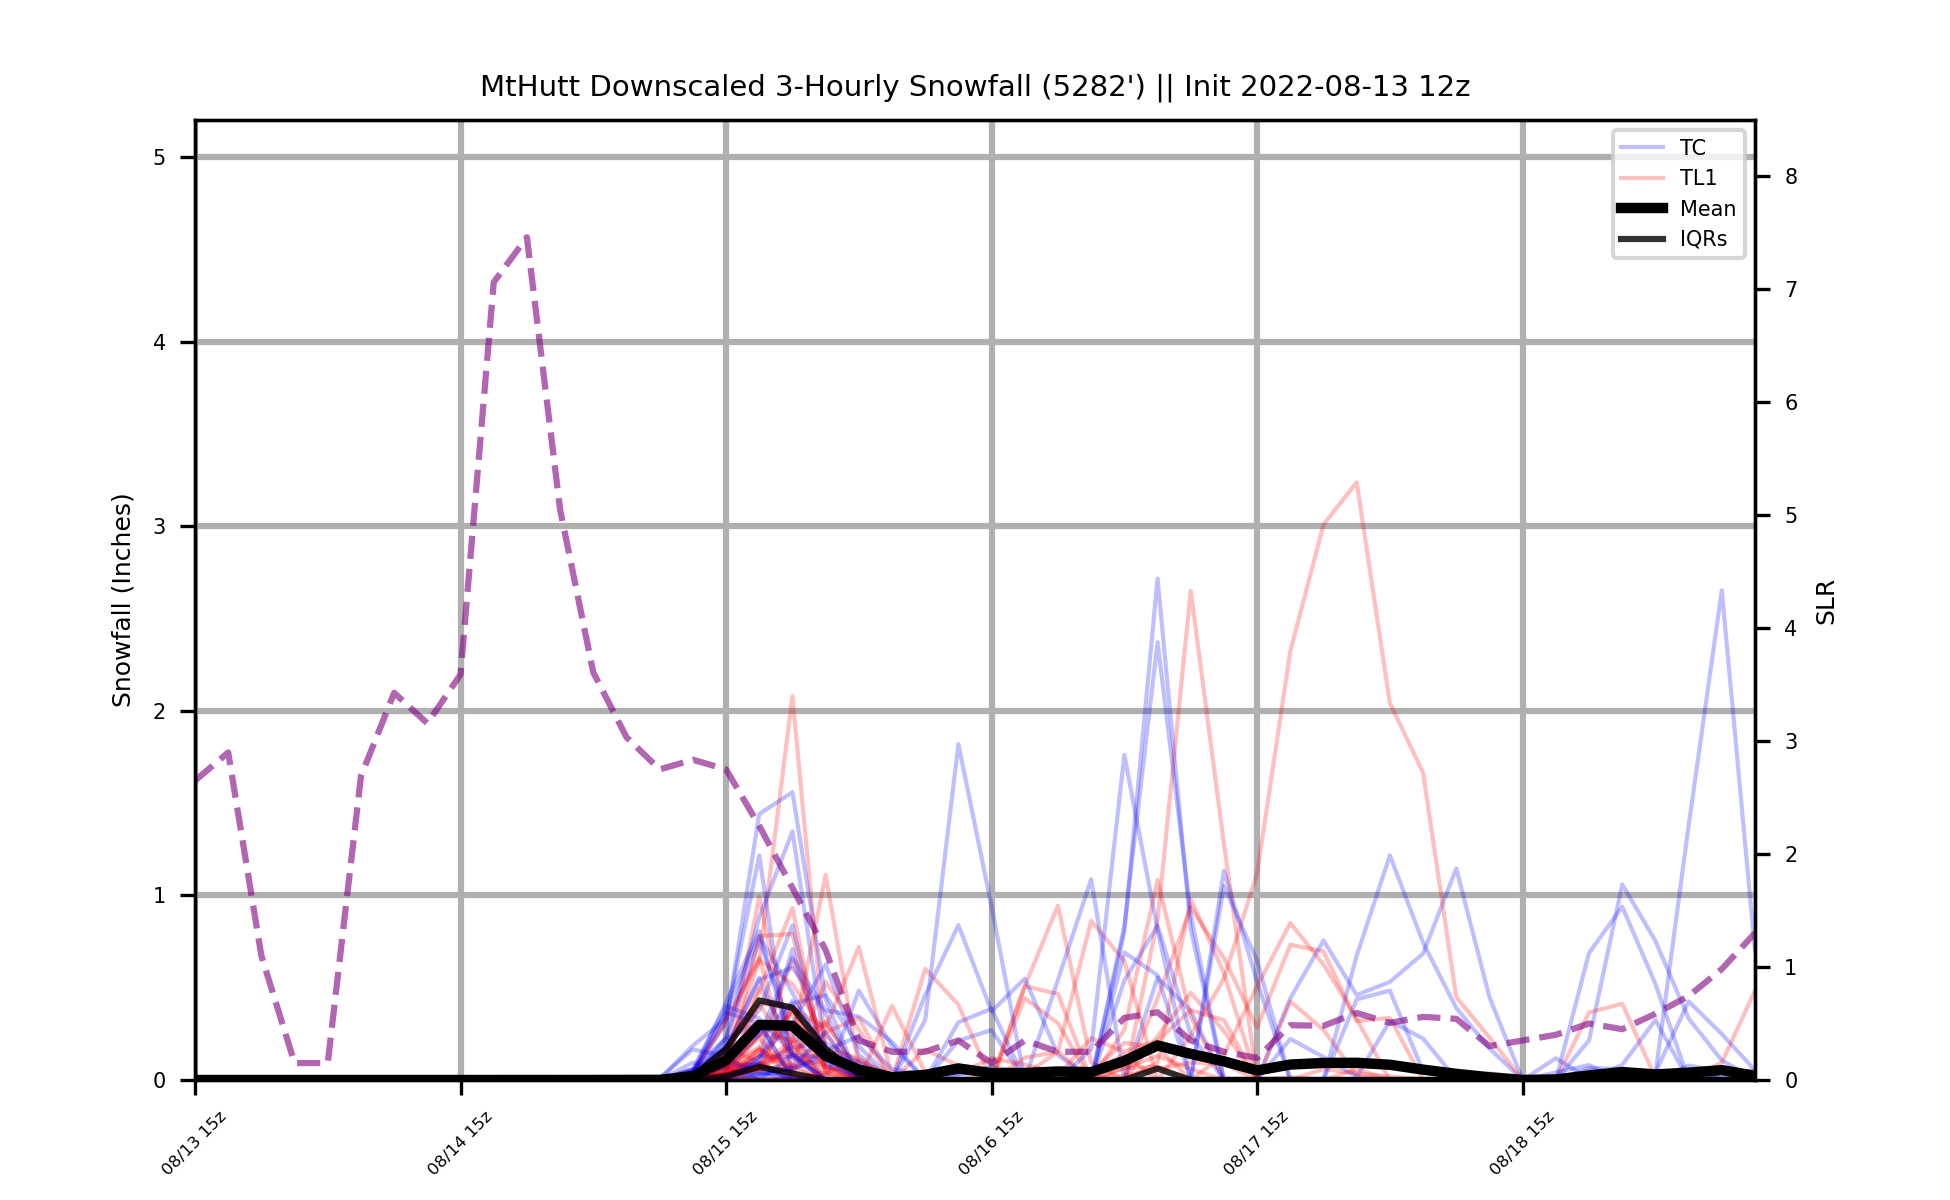 MtHutt Downscaled 3-Hourly Snowfall (5282') || Init 2022-08-13 12z
TC
TL1
Mean
IQRs
Snowfall (Inches)
5
4
3
2
1
0
SLR
8
7
6
5
4
3
2
1
0
08/13 15z
08/14 15z
08/15 15z
08/16 15z
08/17 15z
08/18 15z